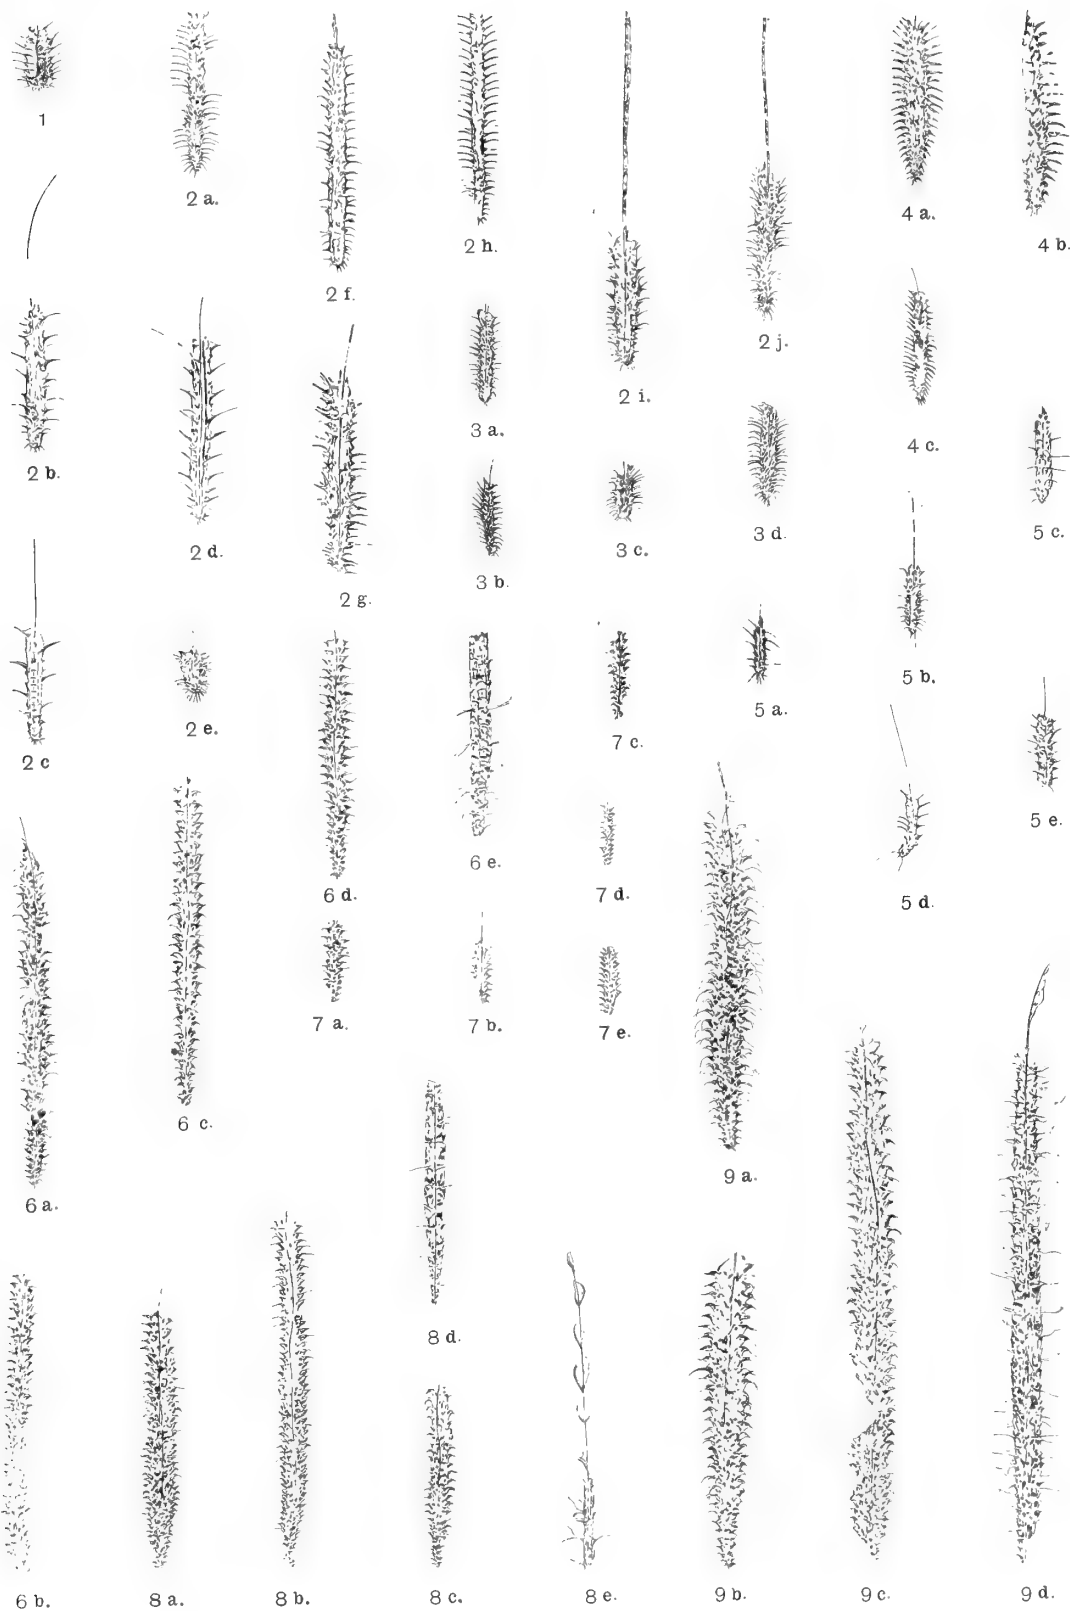 1
2 a.
2 f.
2 h.
2 i.
2 j.
4 a.
4 b.
2 b.
2 d.
2 g.
3 a.
3 b.
3 c.
3 d.
4 c.
5 c.
2 c
2 e.
6 d.
6 e.
7 c.
5 a.
5 b.
5 e.
6 a.
6 c.
7 a.
7 b.
7 d.
7 e.
9 a.
5 d.
6 b.
8 a.
8 b.
8 d.
8 c.
8 e.
9 b.
9 c.
9 d.